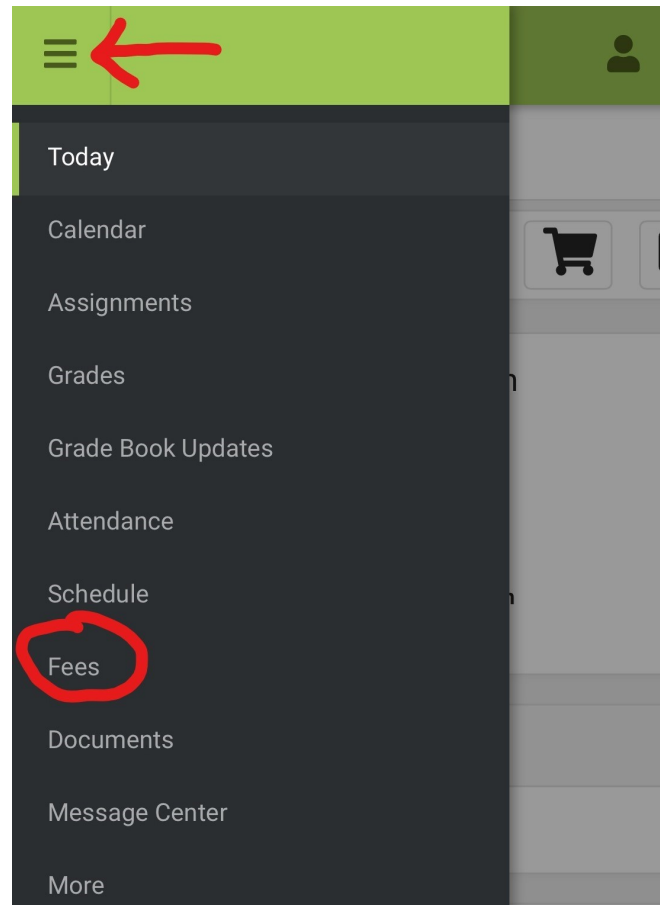 Today
Calendar
Assignments
Grades
Grade Book Updates
Attendance
Schedule
Fees
Documents
Message Center
More